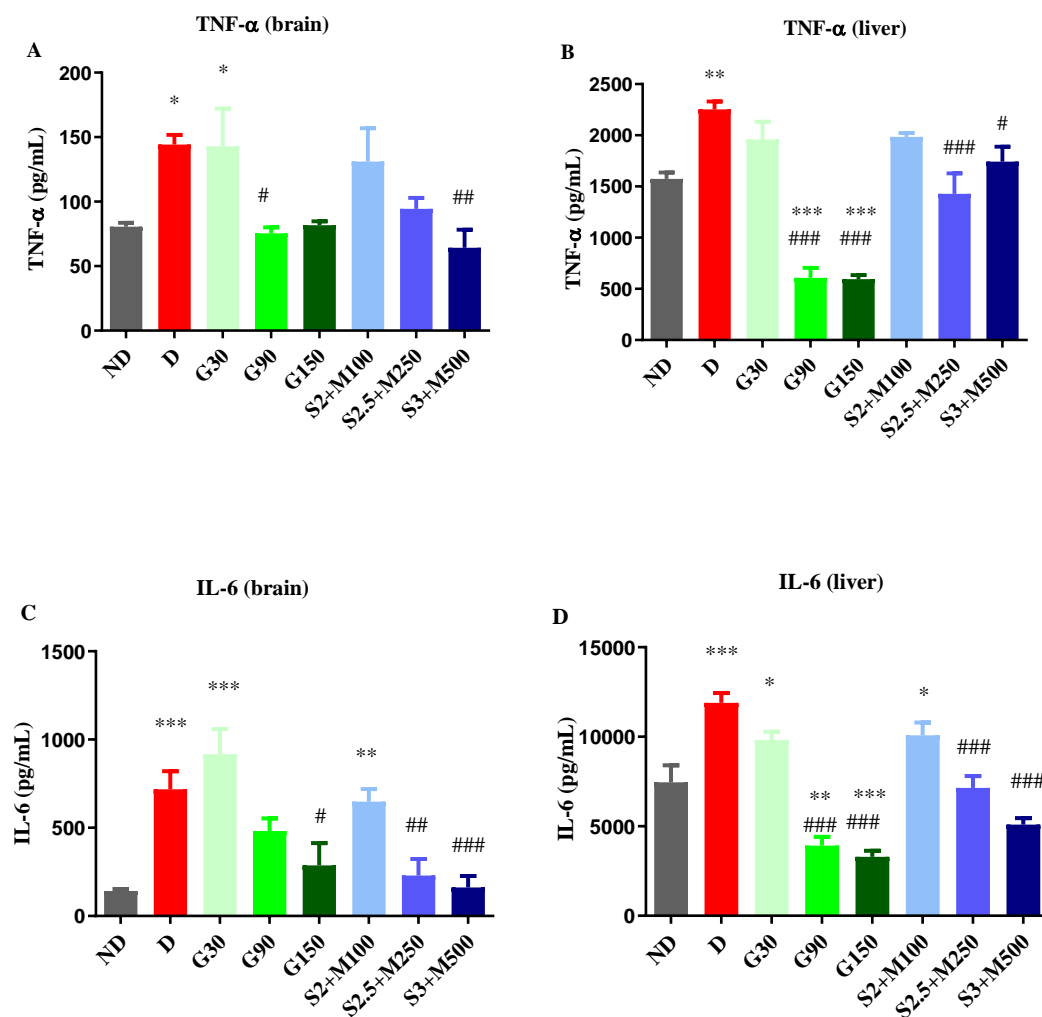 TNF-α (brain)
A
TNF-α (pg/mL)
200
150
100
50
0
*
*
#
##
ND
D
G30
G90
G150
S2+M100
S2.5+M250
S3+M500
TNF-α (liver)
B
TNF-α (pg/mL)
2500
2000
1500
1000
500
0
**
***
###
***
###
###
#
ND
D
G30
G90
G150
S2+M100
S2.5+M250
S3+M500
IL-6 (brain)
C
IL-6 (pg/mL)
1500
1000
500
0
***
***
#
**
##
###
ND
D
G30
G90
G150
S2+M100
S2.5+M250
S3+M500
IL-6 (liver)
D
IL-6 (pg/mL)
15000
10000
5000
0
***
*
**
###
***
###
*
###
###
ND
D
G30
G90
G150
S2+M100
S2.5+M250
S3+M500